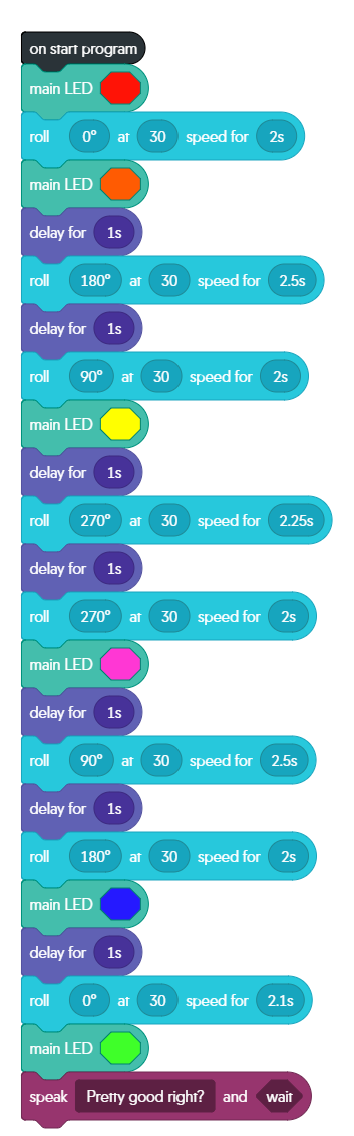 on start program
main LED
roll 0° at 30 speed for 2s
main LED
delay for 1s
roll 180° at 30 speed for 2.5s
delay for 1s
roll 90° at 30 speed for 2s
main LED
delay for 1s
roll 270° at 30 speed for 2.25s
delay for 1s
roll 270° at 30 speed for 2s
main LED
delay for 1s
roll 90° at 30 speed for 2.5s
delay for 1s
roll 180° at 30 speed for 2s
main LED
delay for 1s
roll 0° at 30 speed for 2.1s
main LED
speak Pretty good right? and wait